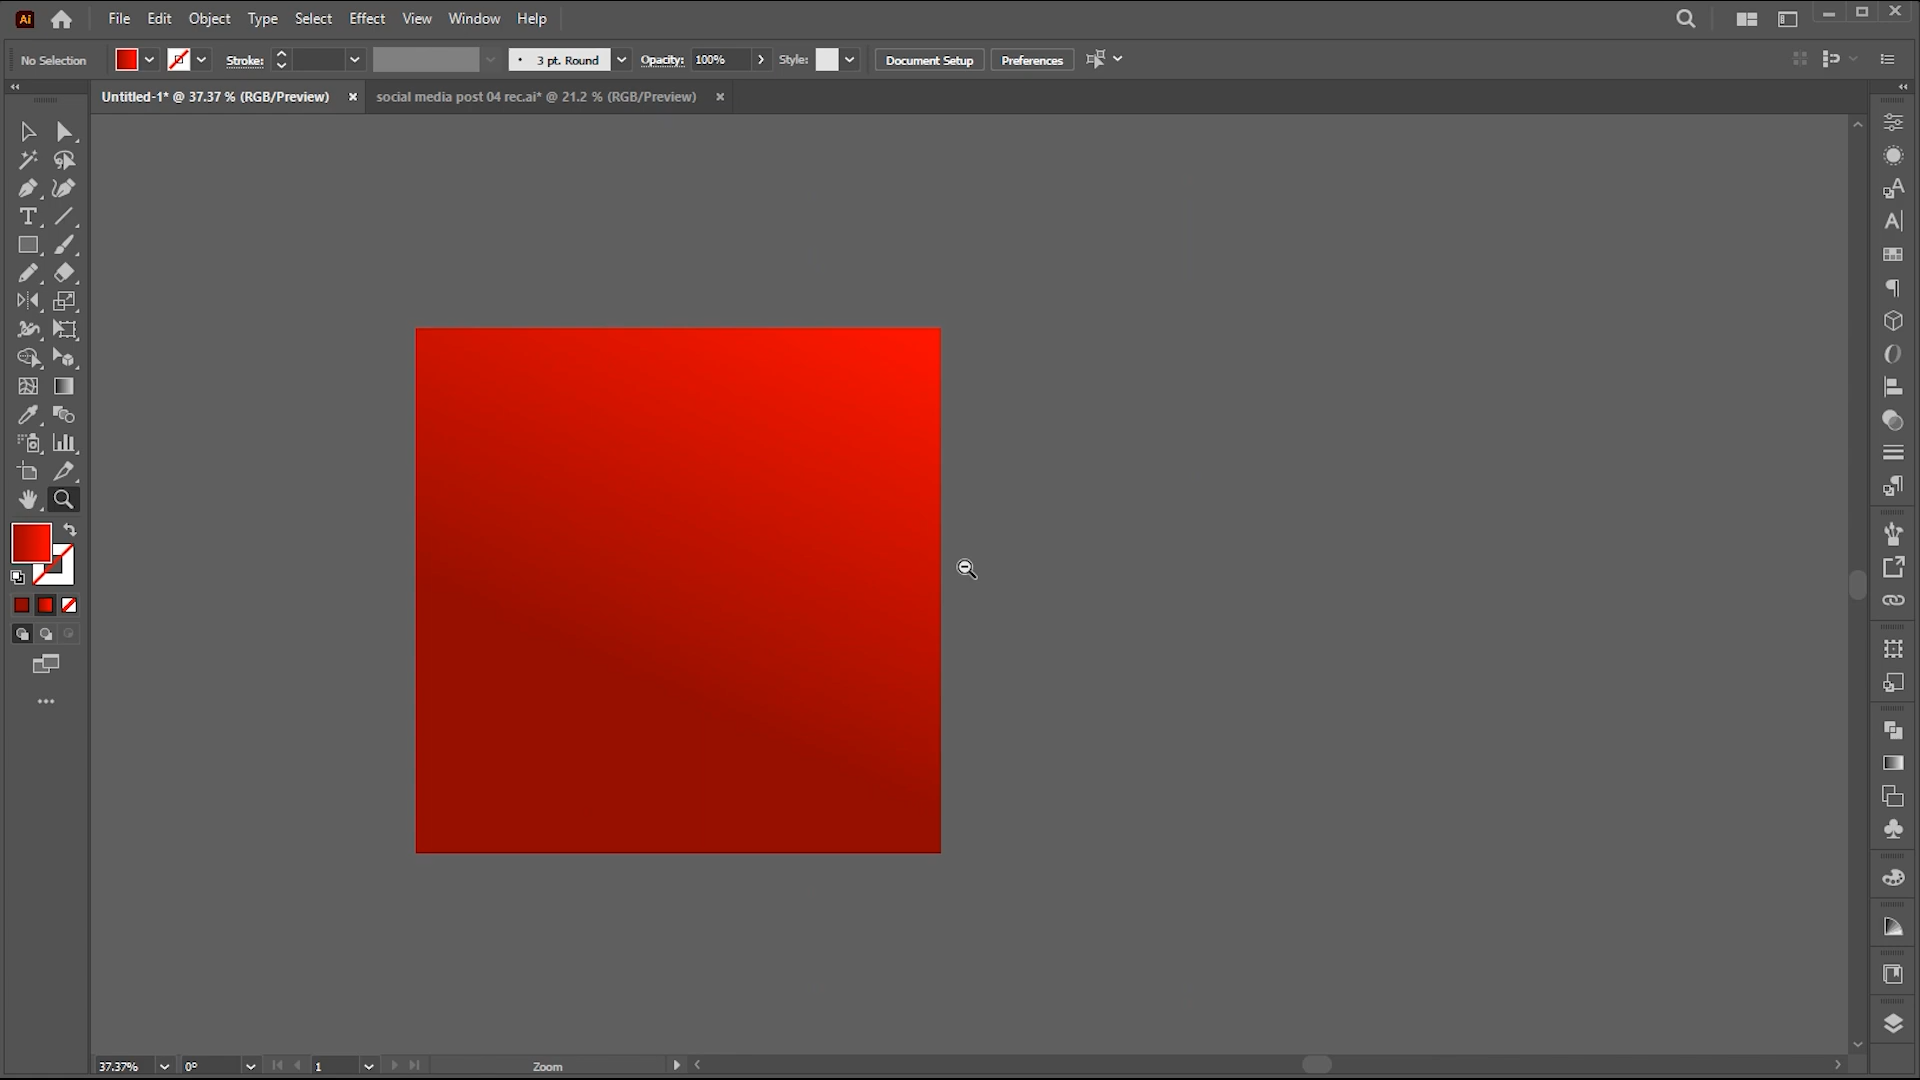 Ai File Edit Object Type Select Effect View Window Help
No Selection Stroke: 3 pt. Round Opacity: 100% Style: Document Setup Preferences
Untitled-1* @ 37.37 % (RGB/Preview) × social media post 04 rec.ai* @ 21.2 % (RGB/Preview) ×
37.37% 0° 1 Zoom